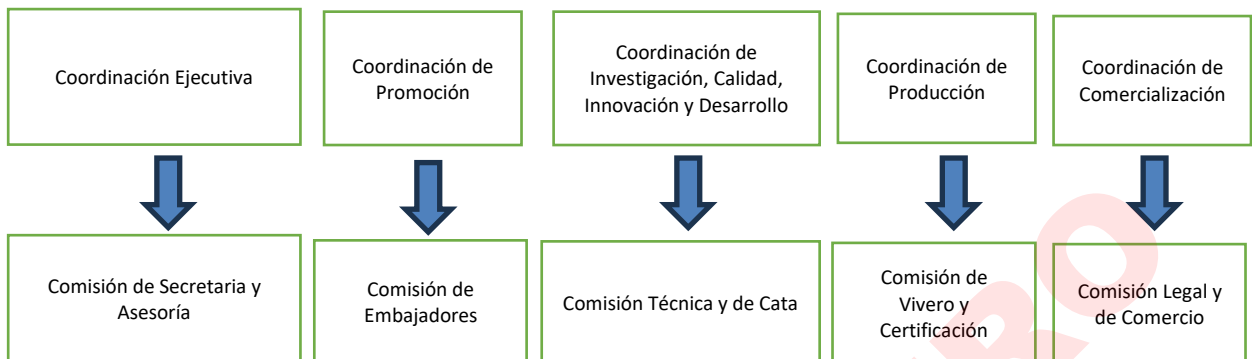 Coordinación Ejecutiva
Coordinación de
Promoción
Coordinación de
Investigación, Calidad,
Innovación y Desarrollo
Coordinación de
Producción
Coordinación de
Comercialización
Comisión de Secretaria y
Asesoría
Comisión de
Embajadores
Comisión Técnica y de Cata
Comisión de
Vivero y
Certificación
Comisión Legal y
de Comercio